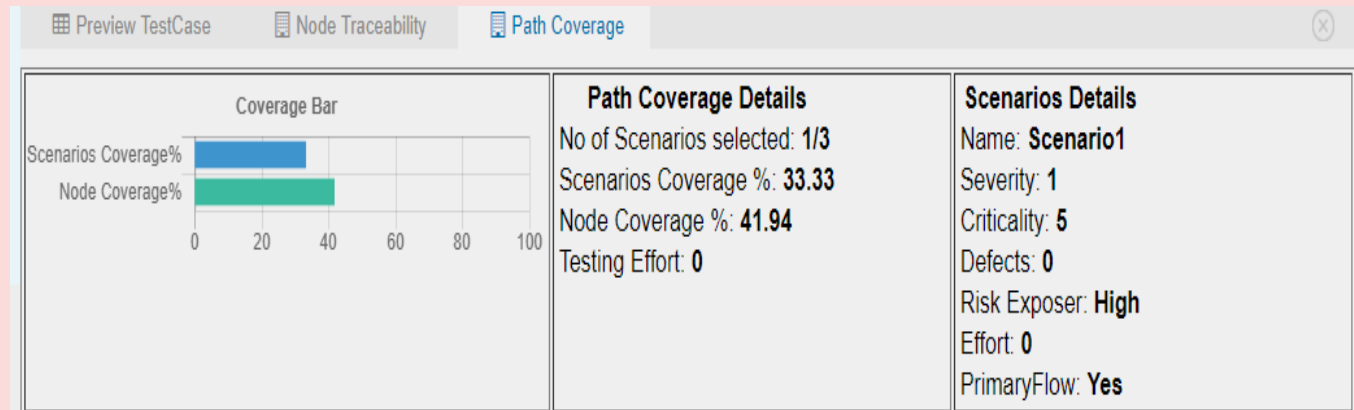 Preview TestCase
Node Traceability
Path Coverage
Coverage Bar
Scenarios Coverage%
Node Coverage%
0 20 40 60 80 100
Path Coverage Details
No of Scenarios selected: 1/3
Scenarios Coverage %: 33.33
Node Coverage %: 41.94
Testing Effort: 0
Scenarios Details
Name: Scenario1
Severity: 1
Criticality: 5
Defects: 0
Risk Exposer: High
Effort: 0
PrimaryFlow: Yes